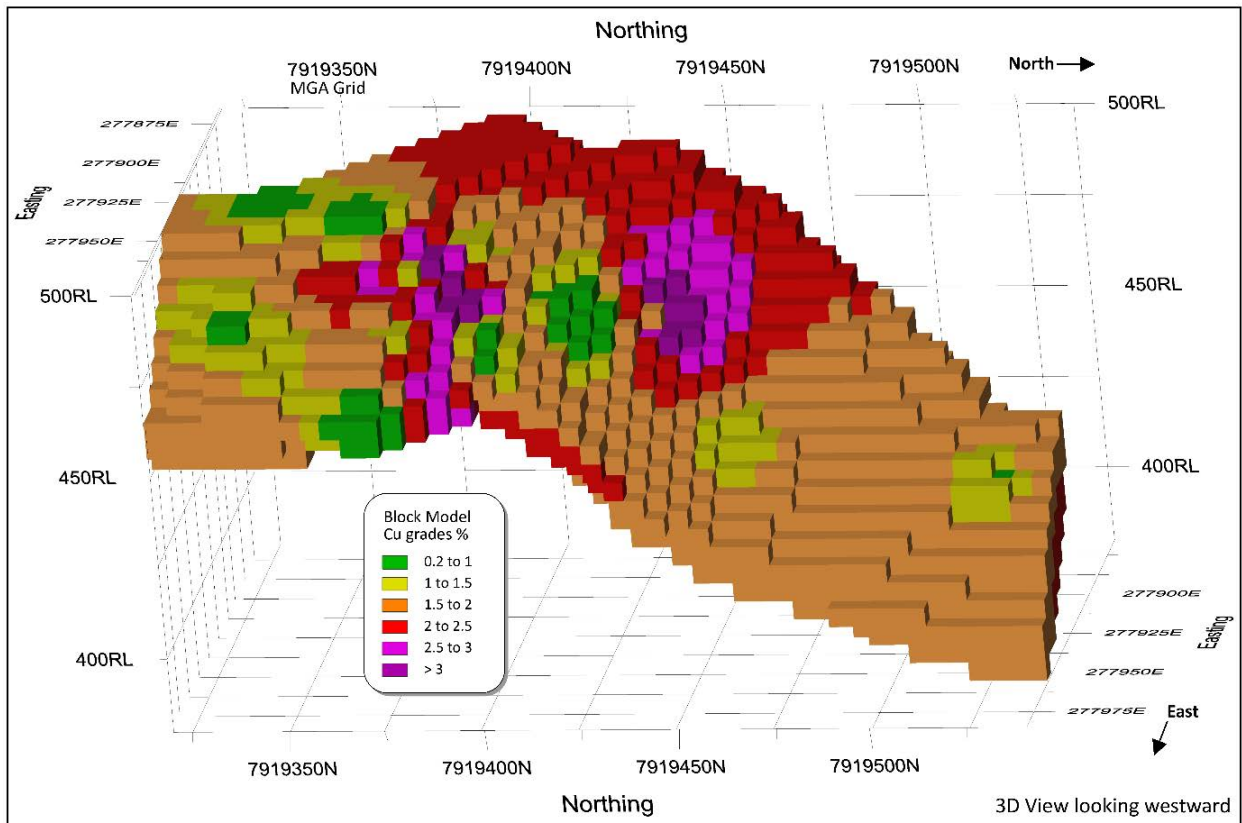 Northing
7919350N 7919400N 7919450N 7919500N North
MGA Grid
500RL
277875E
277900E
277925E
Easting
277950E
500RL
450RL
450RL
400RL
400RL
Block Model
Cu grades %
0.2 to 1
1 to 1.5
1.5 to 2
2 to 2.5
2.5 to 3
> 3
277900E
277925E
Easting
277950E
277975E
East
7919350N 7919400N 7919450N 7919500N
Northing
3D View looking westward